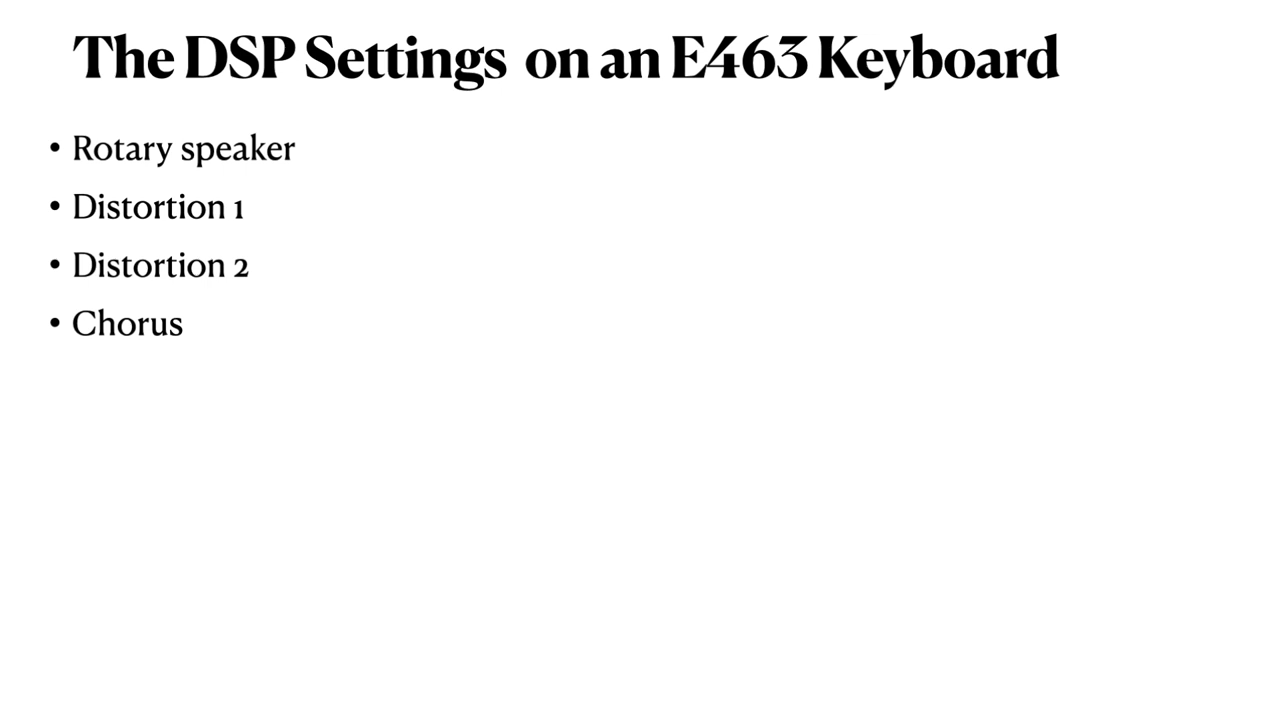 The DSP Settings  on an E463 Keyboard
• Rotary speaker
• Distortion 1
• Distortion 2
• Chorus